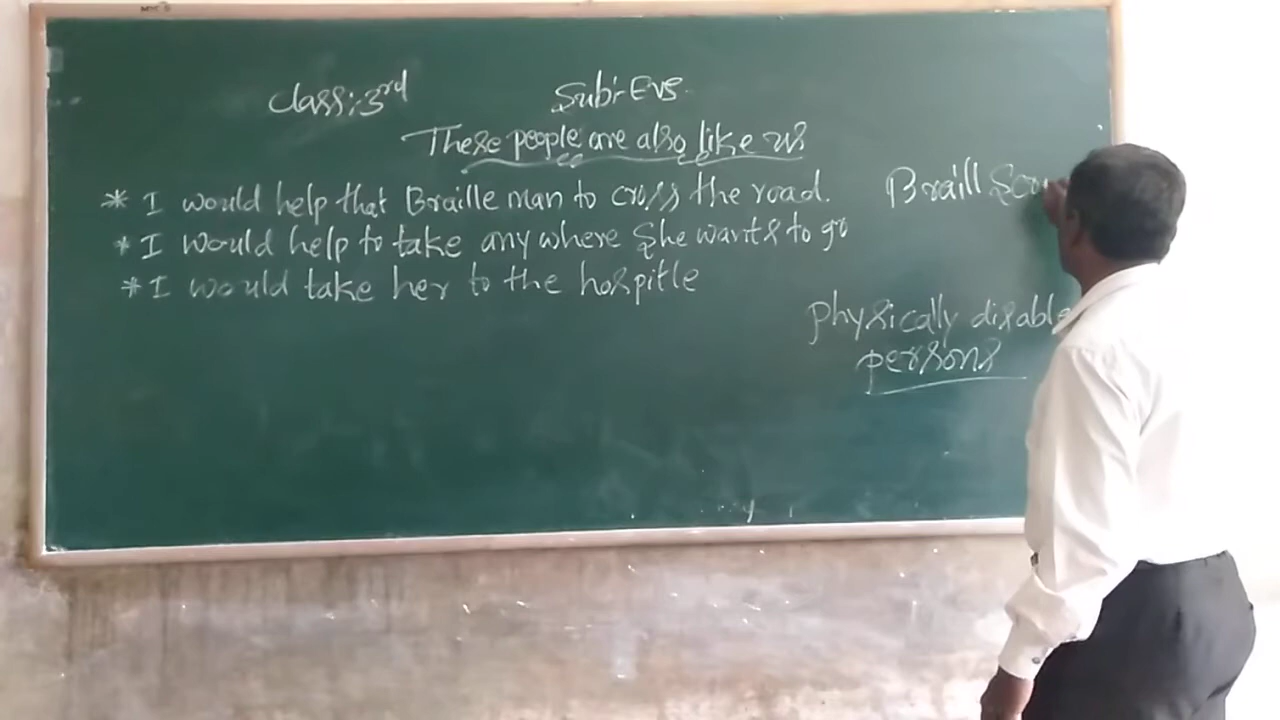 Class:- 3rd
Sub:- Evs.
These people are also like us
* I would help that Braille man to cross the road.
* I would help to take any where she wants to go
* I would take her to the hospitle
Braill
physically disable
persons